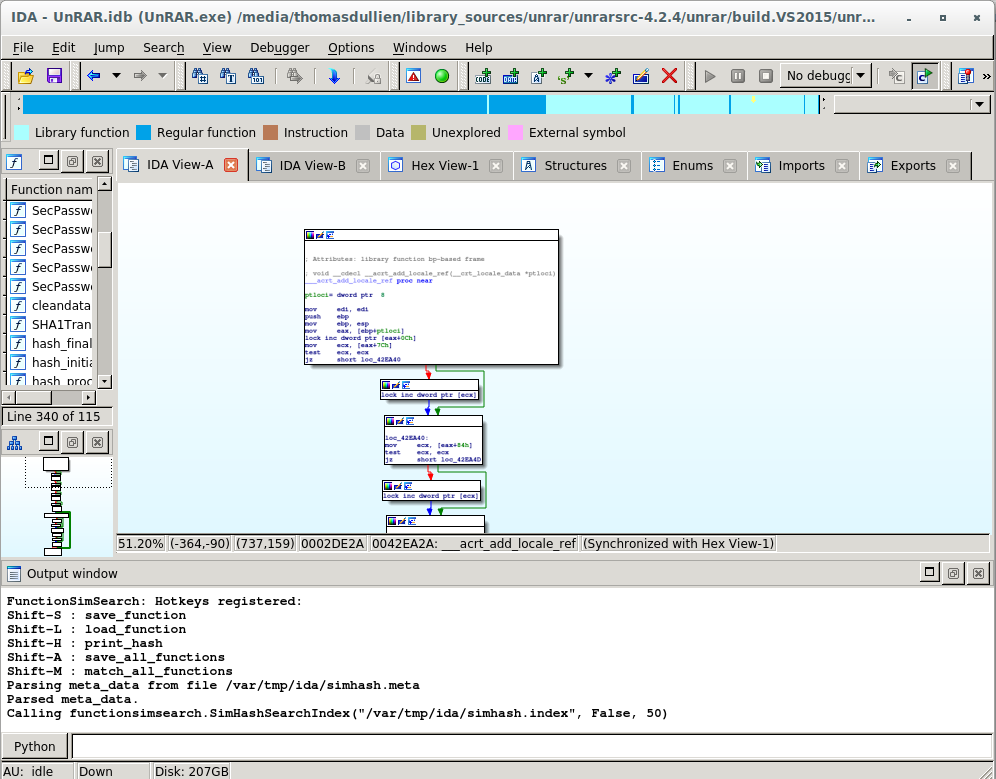 IDA - UnRAR.idb (UnRAR.exe) /media/thomasdullien/library_sources/unrar/unrarsrc-4.2.4/unrar/build.VS2015/unr...
File Edit Jump Search View Debugger Options Windows Help
No debugg
Library function Regular function Instruction Data Unexplored External symbol
IDA View-A IDA View-B Hex View-1 Structures Enums Imports Exports
Function nam
SecPassw
SecPassw
SecPassw
SecPassw
SecPassw
cleandata
SHA1Tran
hash_final
hash_initia
hash_proc
Line 340 of 115
; Attributes: library function bp-based frame
; void __cdecl __acrt_add_locale_ref(__crt_locale_data *ptloci)
___acrt_add_locale_ref proc near
ptloci= dword ptr 8
mov edi, edi
push ebp
mov ebp, esp
mov eax, [ebp+ptloci]
lock inc dword ptr [eax+0Ch]
mov ecx, [eax+7Ch]
test ecx, ecx
jz short loc_42EA40
lock inc dword ptr [ecx]
loc_42EA40:
mov ecx, [eax+84h]
test ecx, ecx
jz short loc_42EA4D
lock inc dword ptr [ecx]
51.20% (-364,-90) (737,159) 0002DE2A 0042EA2A: ___acrt_add_locale_ref (Synchronized with Hex View-1)
Output window
FunctionSimSearch: Hotkeys registered:
Shift-S : save_function
Shift-L : load_function
Shift-H : print_hash
Shift-A : save_all_functions
Shift-M : match_all_functions
Parsing meta_data from file /var/tmp/ida/simhash.meta
Parsed meta_data.
Calling functionsimsearch.SimHashSearchIndex("/var/tmp/ida/simhash.index", False, 50)
Python
AU: idle Down Disk: 207GB